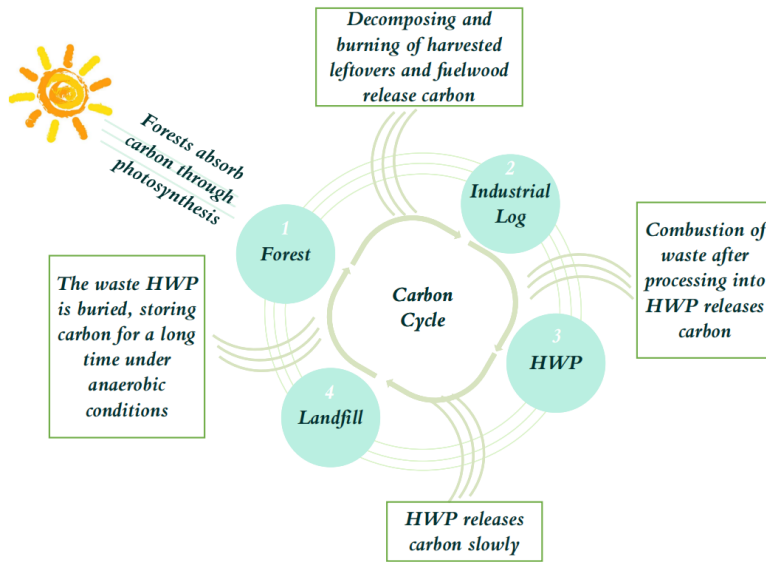 Decomposing and
burning of harvested
leftovers and fuelwood
release carbon
Forests absorb
carbon through
photosynthesis
1
Forest
2
Industrial
Log
Combustion of
waste after
processing into
HWP releases
carbon
The waste HWP
is buried, storing
carbon for a long
time under
anaerobic
conditions
Carbon
Cycle
3
HWP
4
Landfill
HWP releases
carbon slowly